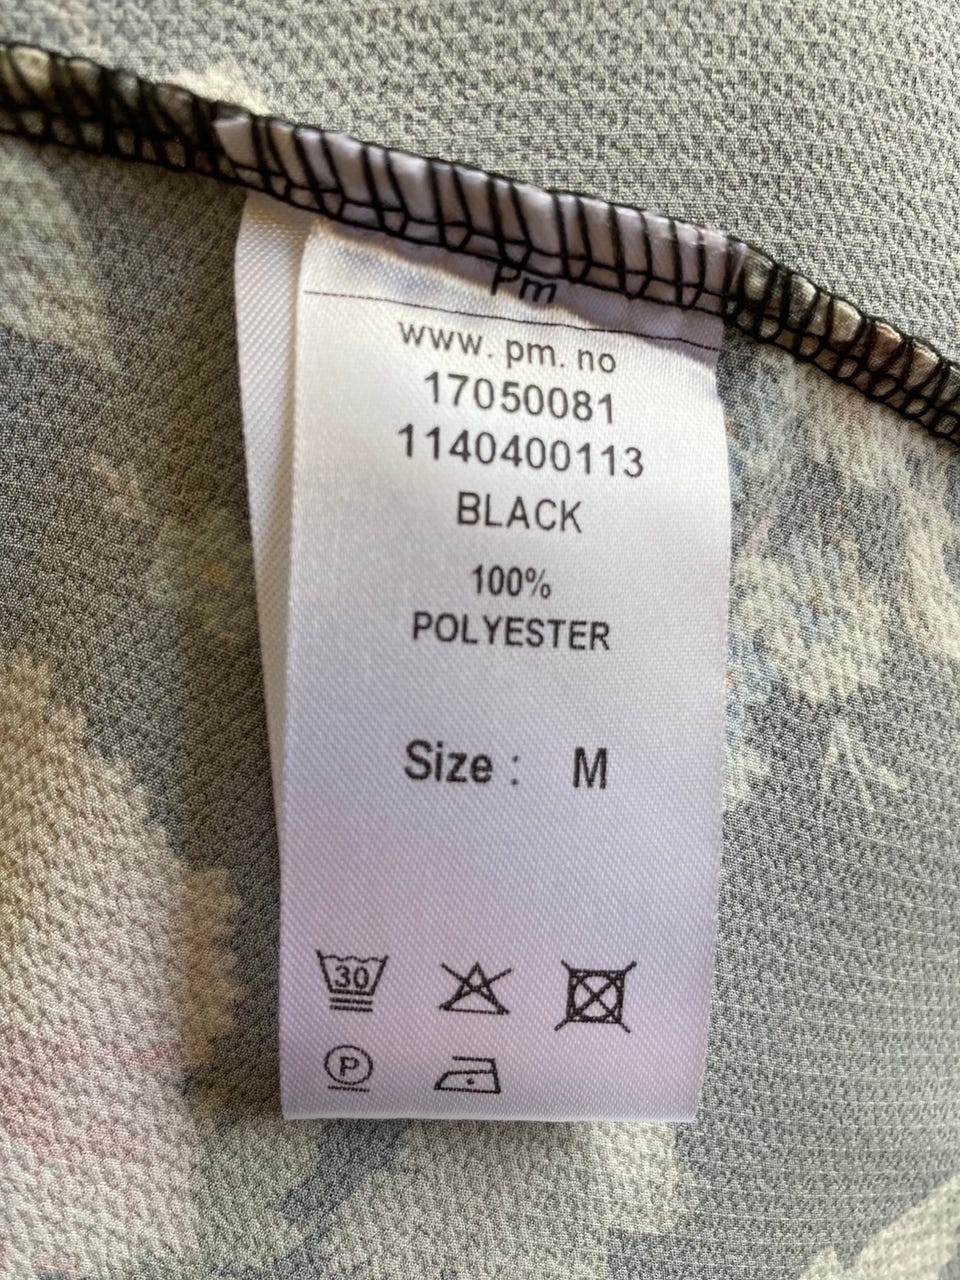 Pm
www.pm.no
17050081
1140400113
BLACK
100%
POLYESTER
Size : M
30
P